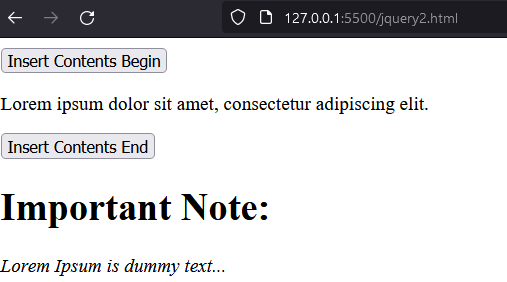 127.0.0.1:5500/jquery2.html
Insert Contents Begin
Lorem ipsum dolor sit amet, consectetur adipiscing elit.
Insert Contents End
Important Note:
Lorem Ipsum is dummy text...